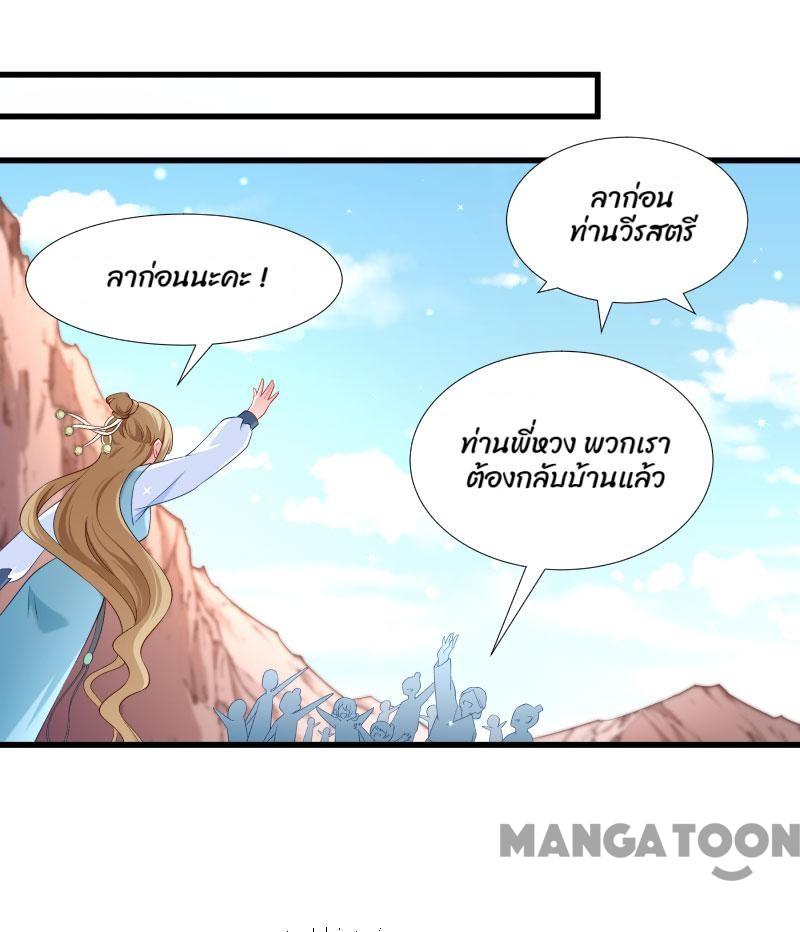 ลาก่อน
ท่านวีรสตรี
ลาก่อนนะคะ !
ท่านพี่หวง พวกเรา
ต้องกลับบ้านแล้ว
MANGATOON